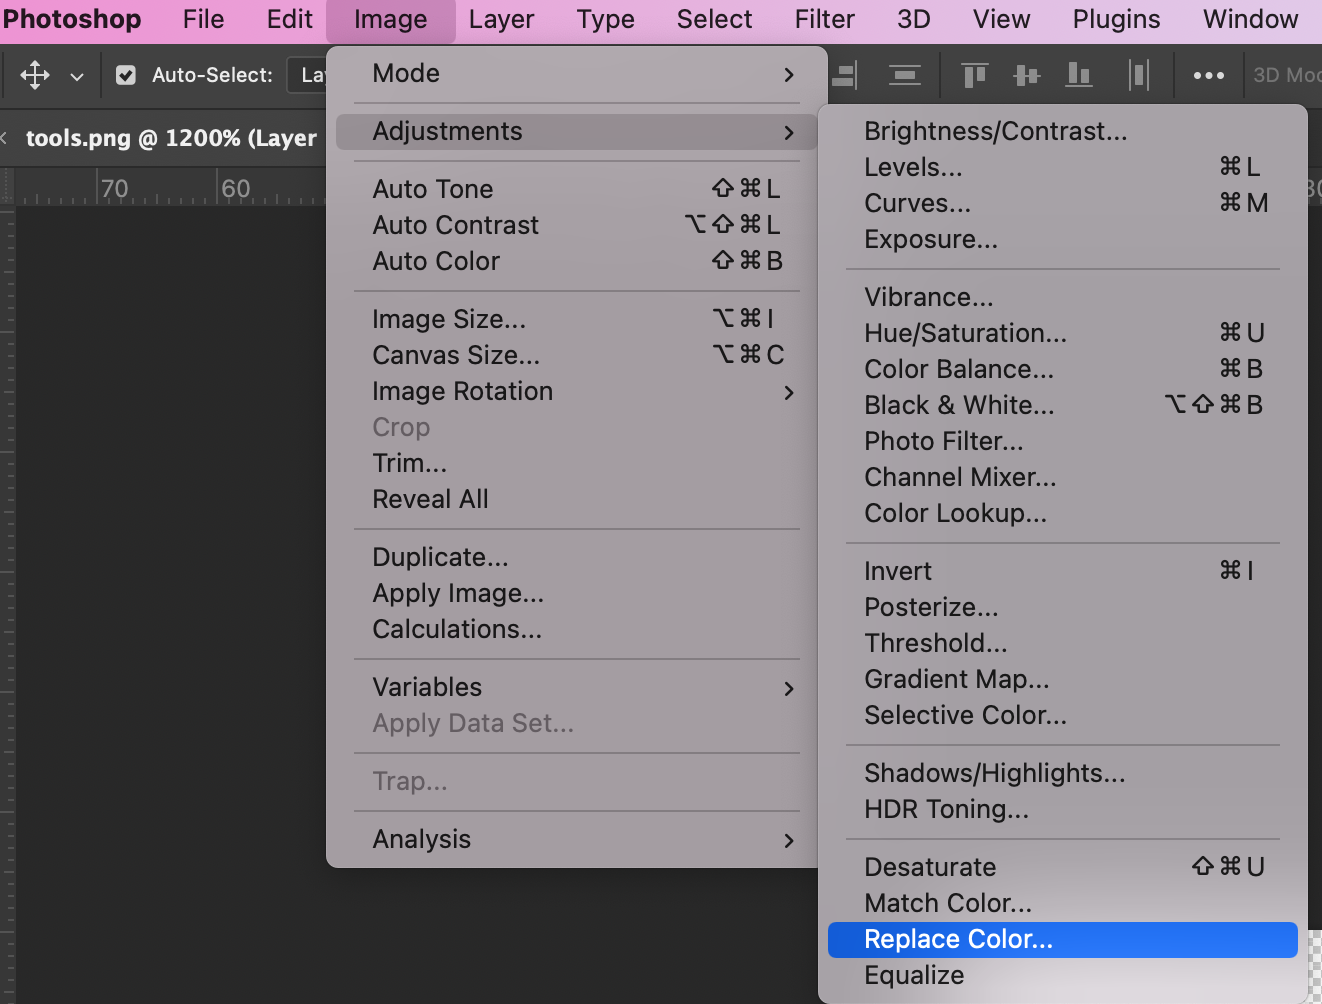 Photoshop File Edit Image Layer Type Select Filter 3D View Plugins Window
Auto-Select:
tools.png @ 1200% (Layer
70 60
Mode
Adjustments
Auto Tone ⇧⌘L
Auto Contrast ⌥⇧⌘L
Auto Color ⇧⌘B
Image Size... ⌥⌘I
Canvas Size... ⌥⌘C
Image Rotation
Crop
Trim...
Reveal All
Duplicate...
Apply Image...
Calculations...
Variables
Apply Data Set...
Trap...
Analysis
Brightness/Contrast...
Levels... ⌘L
Curves... ⌘M
Exposure...
Vibrance...
Hue/Saturation... ⌘U
Color Balance... ⌘B
Black & White... ⌥⇧⌘B
Photo Filter...
Channel Mixer...
Color Lookup...
Invert ⌘I
Posterize...
Threshold...
Gradient Map...
Selective Color...
Shadows/Highlights...
HDR Toning...
Desaturate ⇧⌘U
Match Color...
Replace Color...
Equalize